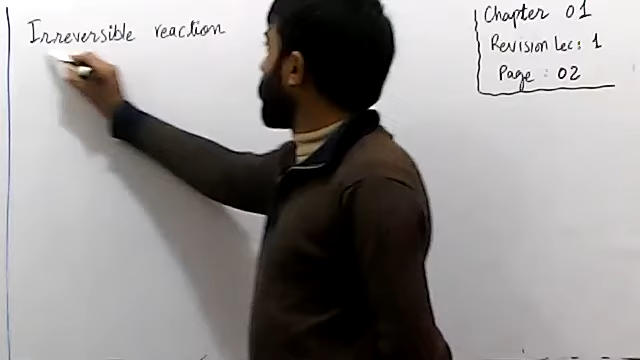 Irreversible reaction
Chapter 01
Revision Lec: 1
Page : 02